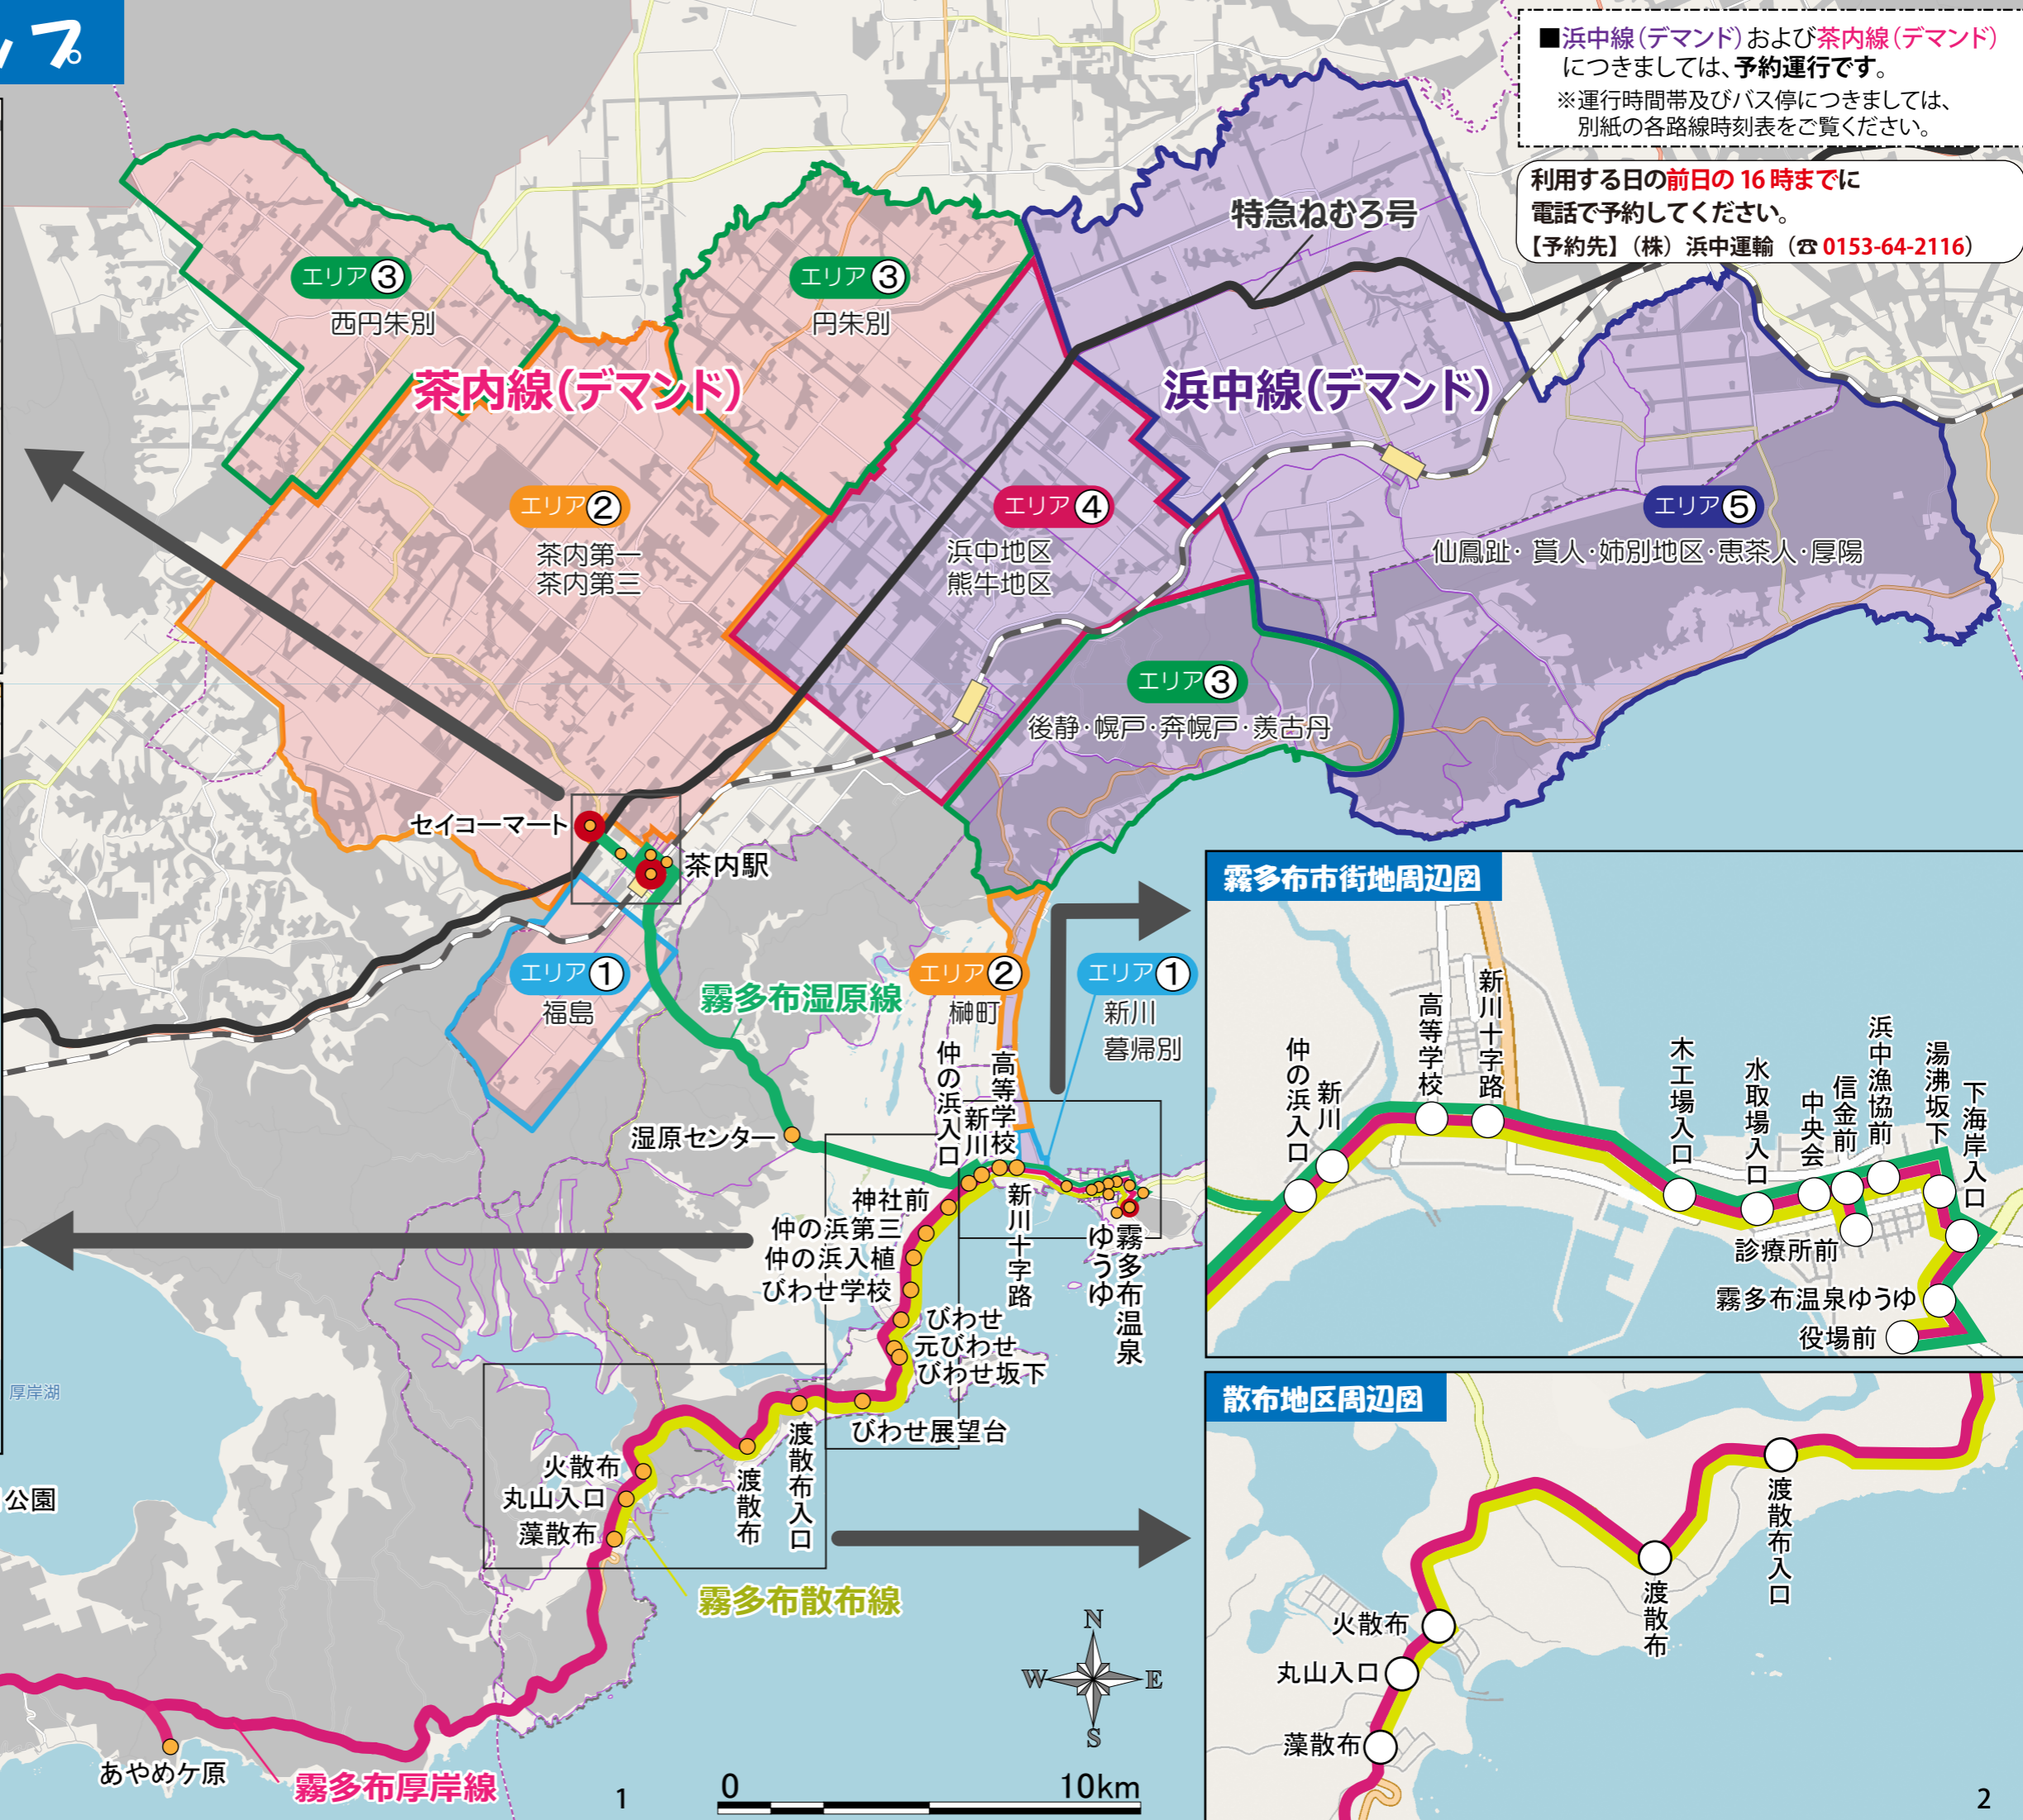 ップ
■浜中線(デマンド)および茶内線(デマンド)
につきましては、予約運行です。
※運行時間帯及びバス停につきましては、
別紙の各路線時刻表をご覧ください。
利用する日の前日の 16 時までに
電話で予約してください。
【予約先】(株)浜中運輸(☎ 0153-64-2116)
特急ねむろ号
エリア③
西円朱別
エリア③
円朱別
茶内線(デマンド)
浜中線(デマンド)
エリア②
茶内第一
茶内第三
エリア④
浜中地区
熊牛地区
エリア⑤
仙鳳趾・貰人・姉別地区・恵茶人・厚陽
エリア③
後静・幌戸・奔幌戸・羨古丹
セイコーマート
茶内駅
エリア①
福島
霧多布湿原線
エリア②
榊町
エリア①
新川
暮帰別
仲の浜入口
新川
高等学校
湿原センター
神社前
仲の浜第三
仲の浜入植
びわせ学校
新川十字路
霧多布温泉
ゆうゆ
びわせ
元びわせ
びわせ坂下
びわせ展望台
渡散布入口
渡散布
火散布
丸山入口
藻散布
霧多布散布線
厚岸湖
公園
あやめケ原
霧多布厚岸線
N
W
E
S
0
10km
1
霧多布市街地周辺図
仲の浜入口
新川
高等学校
新川十字路
木工場入口
水取場入口
中央会
信金前
浜中漁協前
湯沸坂下
下海岸入口
診療所前
霧多布温泉ゆうゆ
役場前
散布地区周辺図
渡散布入口
渡散布
火散布
丸山入口
藻散布
2